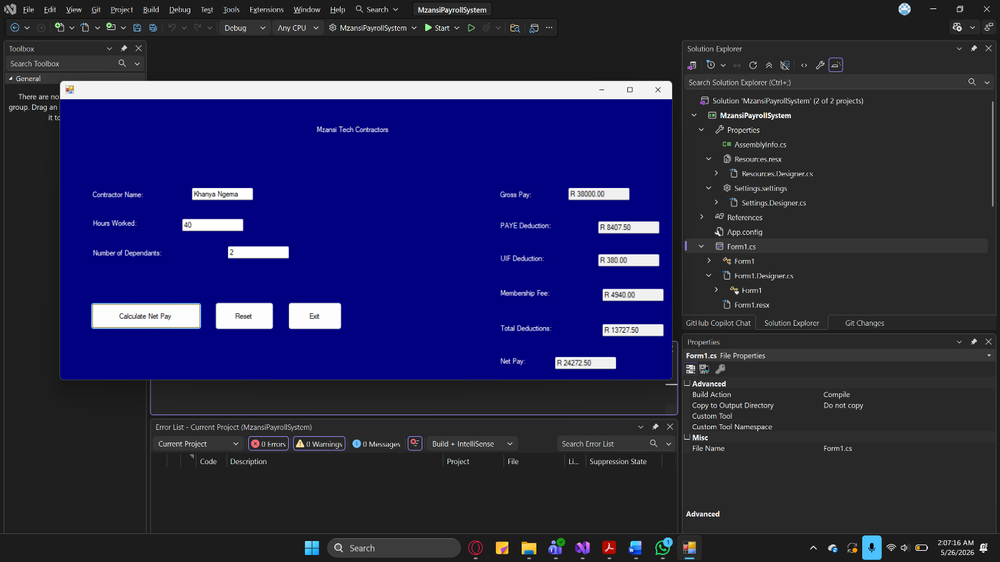 File Edit View Git Project Build Debug Test Tools Extensions Window Help Search MzansiPayrollSystem
Debug Any CPU MzansiPayrollSystem Start
Toolbox
Search Toolbox
General
There are no
group. Drag an
it to
Mzansi Tech Contractors
Contractor Name: Khanya Ngema
Hours Worked: 40
Number of Dependants: 2
Calculate Net Pay Reset Exit
Gross Pay: R 38000.00
PAYE Deduction: R 8407.50
UIF Deduction: R 380.00
Membership Fee: R 4940.00
Total Deductions: R 13727.50
Net Pay: R 24272.50
Error List - Current Project (MzansiPayrollSystem)
Current Project 0 Errors 0 Warnings 0 Messages Build + IntelliSense Search Error List
Code Description Project File Li... Suppression State
Solution Explorer
Search Solution Explorer (Ctrl+;)
Solution 'MzansiPayrollSystem' (2 of 2 projects)
MzansiPayrollSystem
Properties
C# AssemblyInfo.cs
Resources.resx
Resources.Designer.cs
Settings.settings
Settings.Designer.cs
References
App.config
Form1.cs
Form1
Form1.Designer.cs
Form1
Form1.resx
GitHub Copilot Chat Solution Explorer Git Changes
Properties
Form1.cs File Properties
Advanced
Build Action Compile
Copy to Output Directory Do not copy
Custom Tool
Custom Tool Namespace
Misc
File Name Form1.cs
Advanced
Search
1
2:07:16 AM
5/26/2026